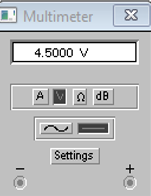 Multimeter
4.5000 V
A V Ω dB
Settings
− +